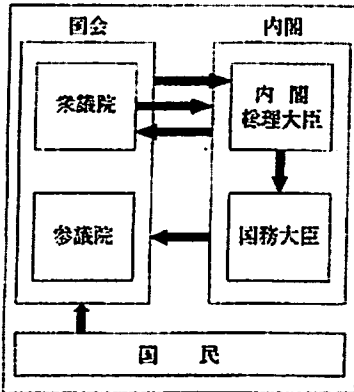 国会
内閣
衆議院
内 閣
総理大臣
参議院
国務大臣
国 民